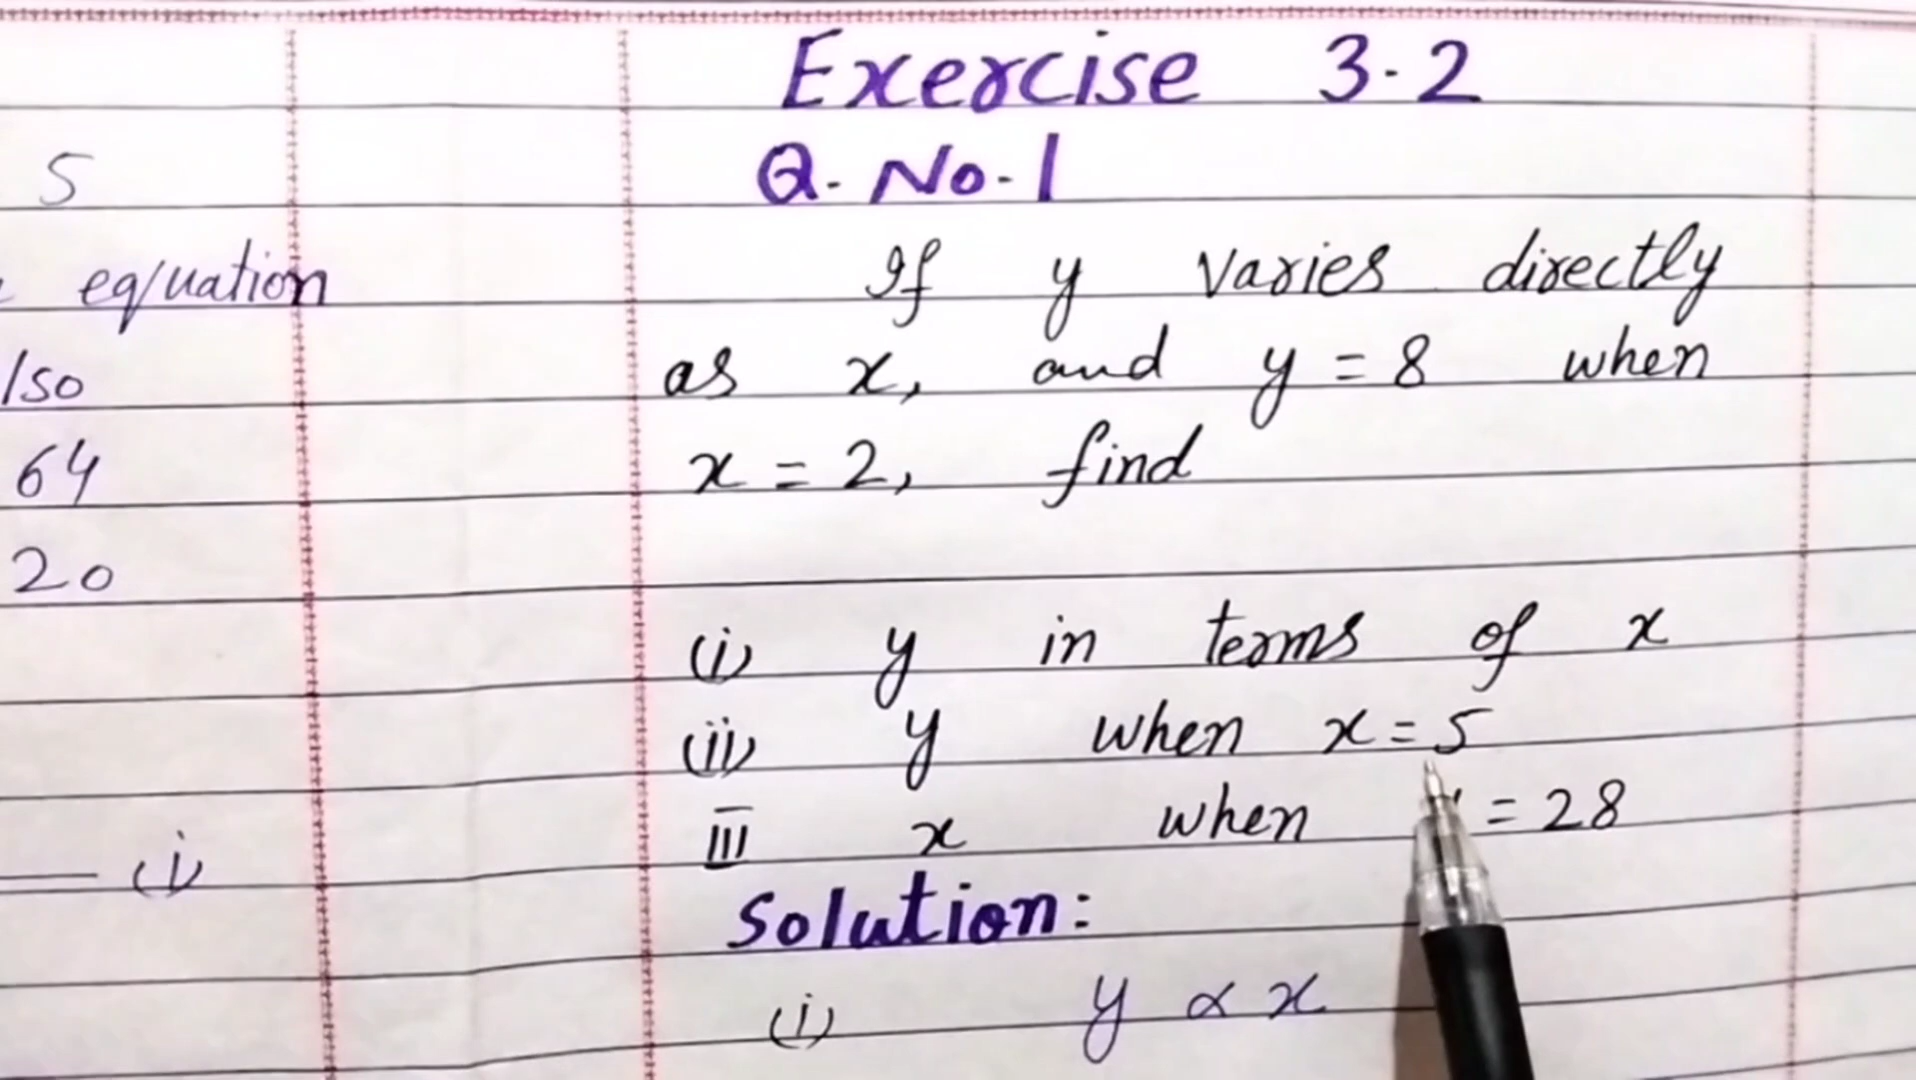 5
equation
64
20
(i)
Exercise 3.2
Q. No. 1
If y varies directly
as x, and y = 8 when
x = 2, find
(i) y in terms of x
(ii) y when x = 5
III x when = 28
Solution:
(i) y ∝ x